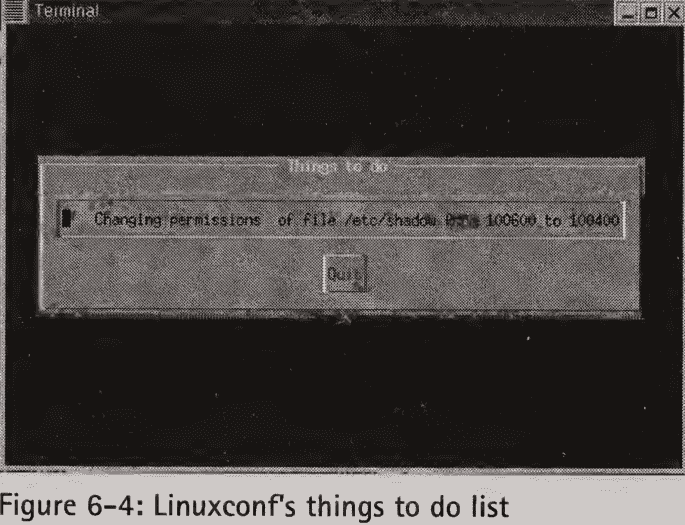 Terminal
Things to do
Changing permissions of file /etc/shadow 100600 to 100400
Quit
Figure 6-4: Linuxconf's things to do list